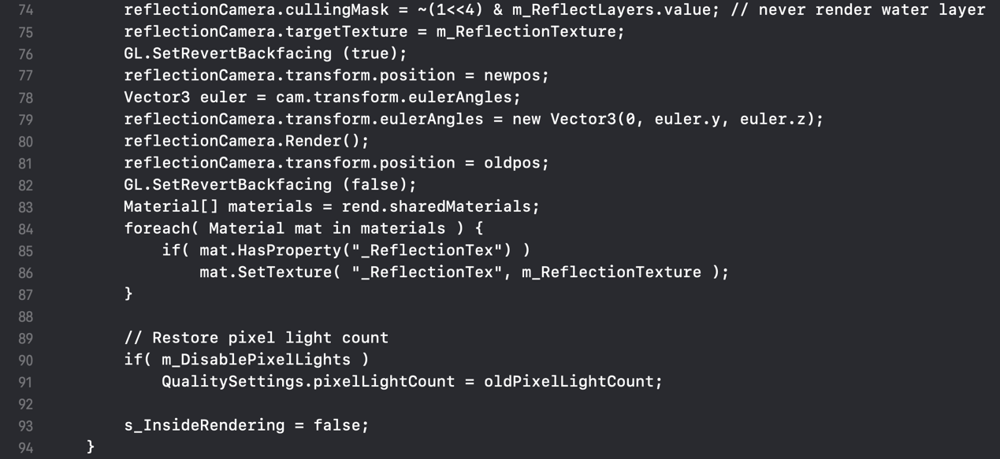 74 reflectionCamera.cullingMask = ~(1<<4) & m_ReflectLayers.value; // never render water layer
75 reflectionCamera.targetTexture = m_ReflectionTexture;
76 GL.SetRevertBackfacing (true);
77 reflectionCamera.transform.position = newpos;
78 Vector3 euler = cam.transform.eulerAngles;
79 reflectionCamera.transform.eulerAngles = new Vector3(0, euler.y, euler.z);
80 reflectionCamera.Render();
81 reflectionCamera.transform.position = oldpos;
82 GL.SetRevertBackfacing (false);
83 Material[] materials = rend.sharedMaterials;
84 foreach( Material mat in materials ) {
85     if( mat.HasProperty("_ReflectionTex") )
86         mat.SetTexture( "_ReflectionTex", m_ReflectionTexture );
87 }
88
89 // Restore pixel light count
90 if( m_DisablePixelLights )
91     QualitySettings.pixelLightCount = oldPixelLightCount;
92
93 s_InsideRendering = false;
94 }